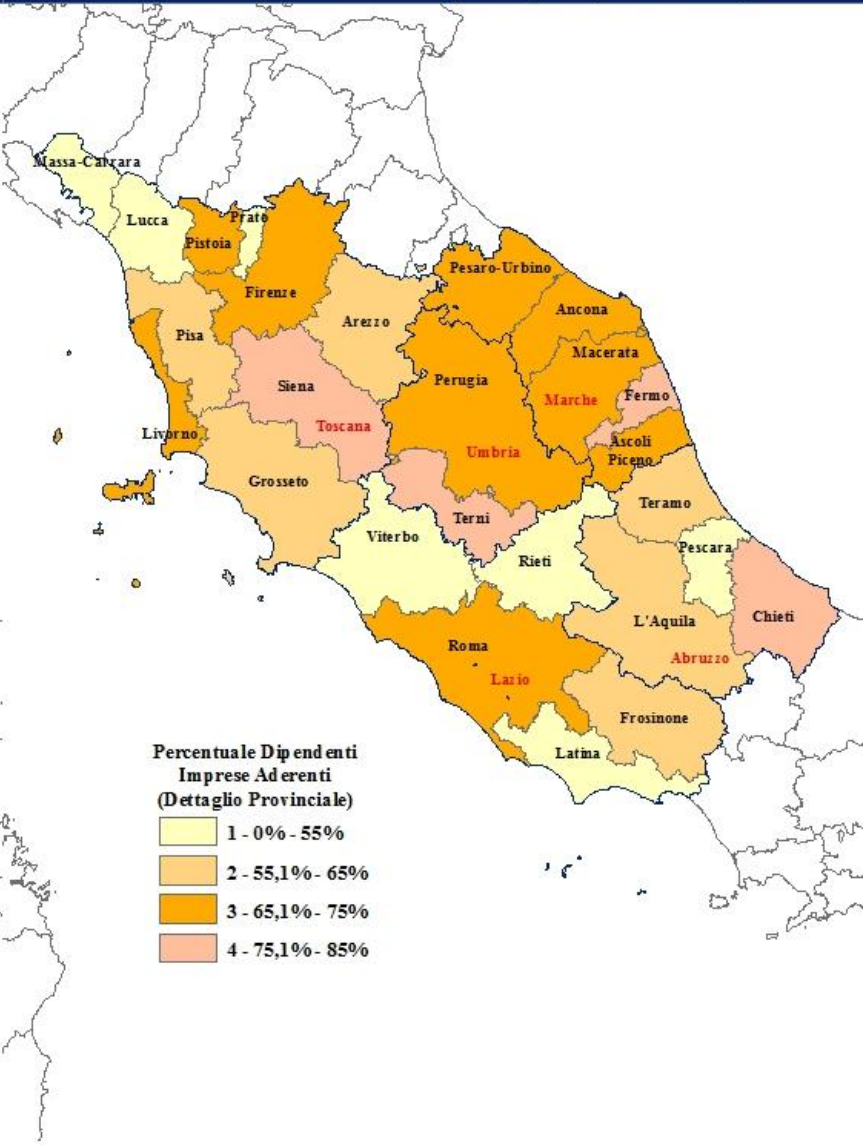 Massa-Carrara
Lucca
Prato
Pistoia
Firenze
Pesaro-Urbino
Ancona
Arezzo
Pisa
Macerata
Perugia
Siena
Fermo
Marche
Toscana
Livorno
Ascoli
Piceno
Umbria
Grosseto
Teramo
Terni
Viterbo
Pescara
Rieti
Chieti
L'Aquila
Roma
Abruzzo
Lazio
Frosinone
Latina
Percentuale Dipendenti
Imprese Aderenti
(Dettaglio Provinciale)
1 - 0% - 55%
2 - 55,1% - 65%
3 - 65,1% - 75%
4 - 75,1% - 85%